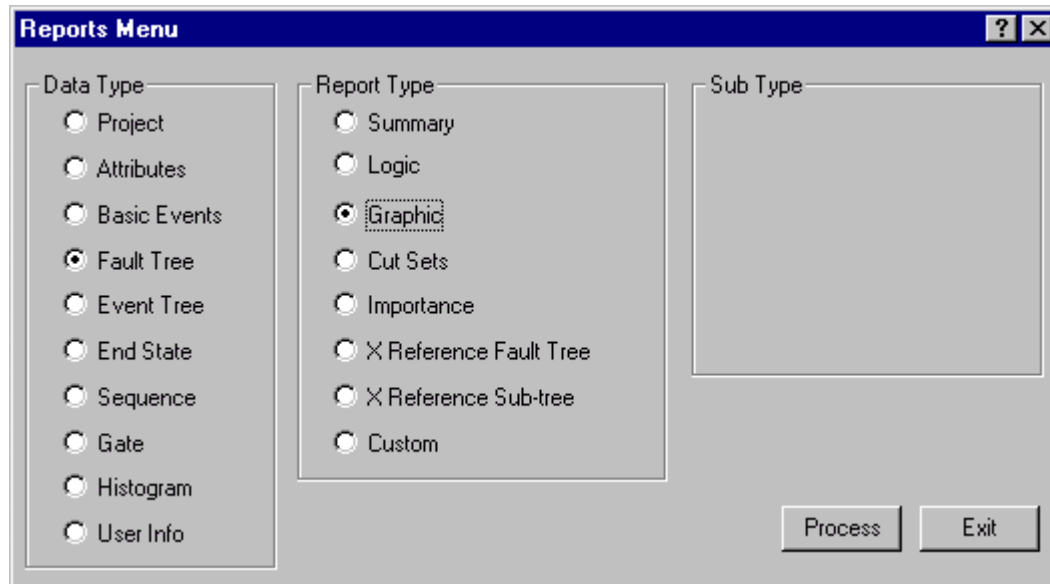 Reports Menu
Data Type
Project
Attributes
Basic Events
Fault Tree
Event Tree
End State
Sequence
Gate
Histogram
User Info
Report Type
Summary
Logic
Graphic
Cut Sets
Importance
X Reference Fault Tree
X Reference Sub-tree
Custom
Sub Type
Process
Exit